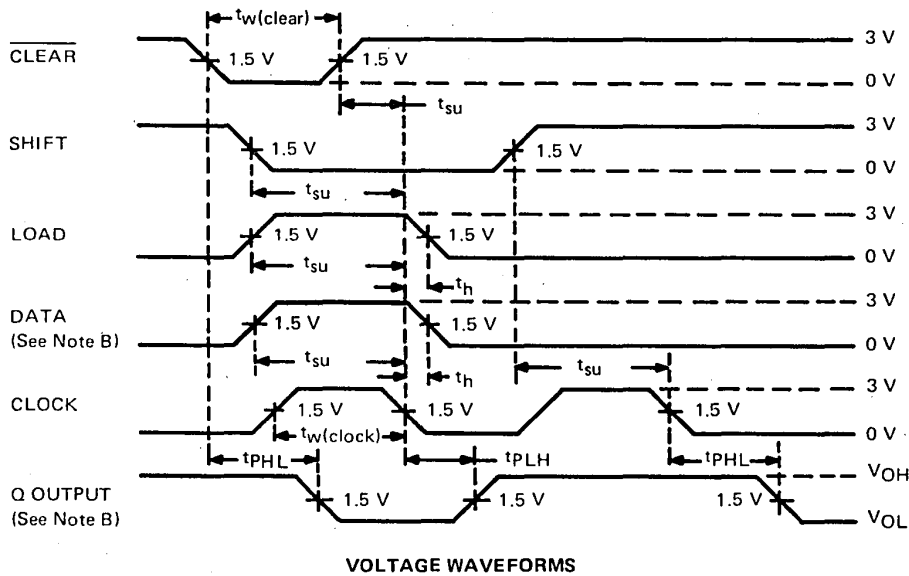 tw(clear)
3 V
CLEAR
1.5 V
1.5 V
0 V
tsu
3 V
SHIFT
1.5 V
1.5 V
0 V
tsu
3 V
LOAD
1.5 V
1.5 V
tsu
0 V
th
3 V
DATA
1.5 V
1.5 V
(See Note B)
0 V
tsu
th
tsu
3 V
CLOCK
1.5 V
1.5 V
1.5 V
tw(clock)
0 V
tPHL
tPLH
tPHL
VOH
Q OUTPUT
1.5 V
1.5 V
1.5 V
(See Note B)
VOL
VOLTAGE WAVEFORMS